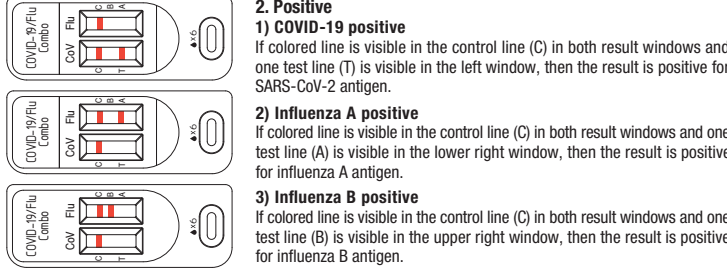 COVID-19/Flu
Combo
Flu
CoV
C B A
C T
x6
2. Positive
1) COVID-19 positive
If colored line is visible in the control line (C) in both result windows and
one test line (T) is visible in the left window, then the result is positive for
SARS-CoV-2 antigen.
COVID-19/Flu
Combo
Flu
CoV
C B A
C T
x6
2) Influenza A positive
If colored line is visible in the control line (C) in both result windows and one
test line (A) is visible in the lower right window, then the result is positive
for influenza A antigen.
COVID-19/Flu
Combo
Flu
CoV
C B A
C T
x6
3) Influenza B positive
If colored line is visible in the control line (C) in both result windows and one
test line (B) is visible in the upper right window, then the result is positive
for influenza B antigen.